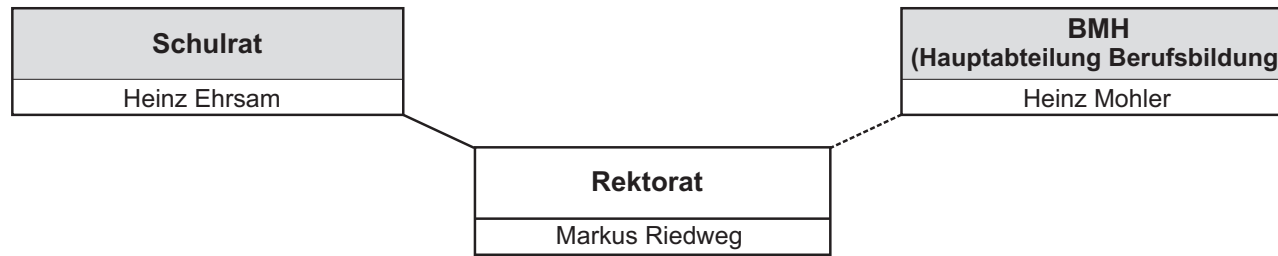 Schulrat
Heinz Ehrsam
BMH
(Hauptabteilung Berufsbildung
Heinz Mohler
Rektorat
Markus Riedweg